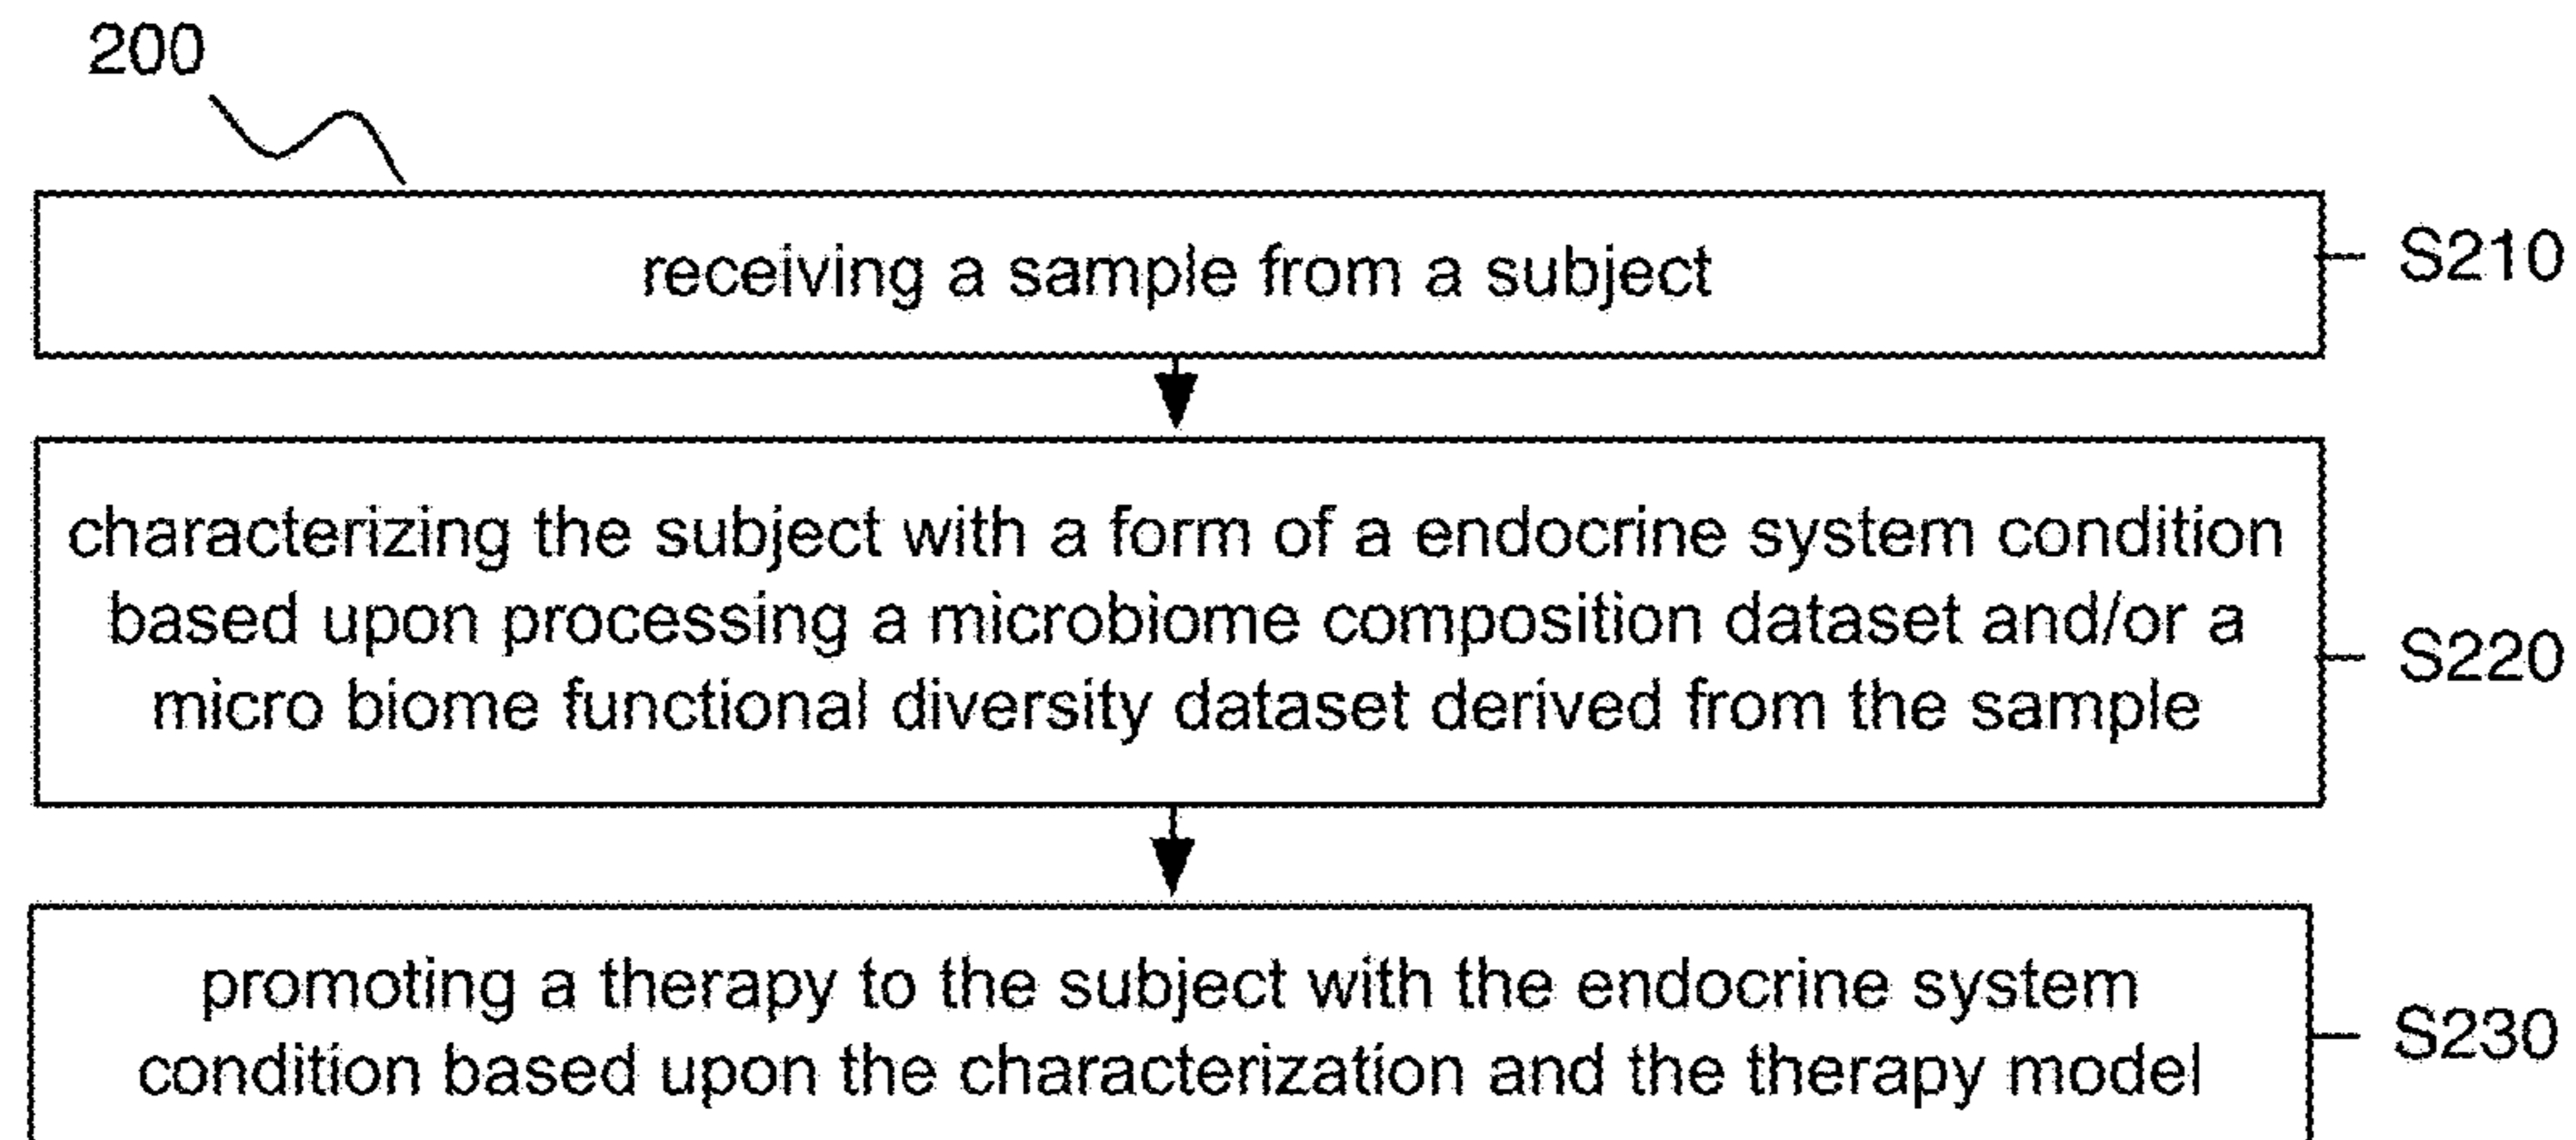 200
receiving a sample from a subject
S210
characterizing the subject with a form of a endocrine system condition
based upon processing a microbiome composition dataset and/or a
micro biome functional diversity dataset derived from the sample
S220
promoting a therapy to the subject with the endocrine system
condition based upon the characterization and the therapy model
S230